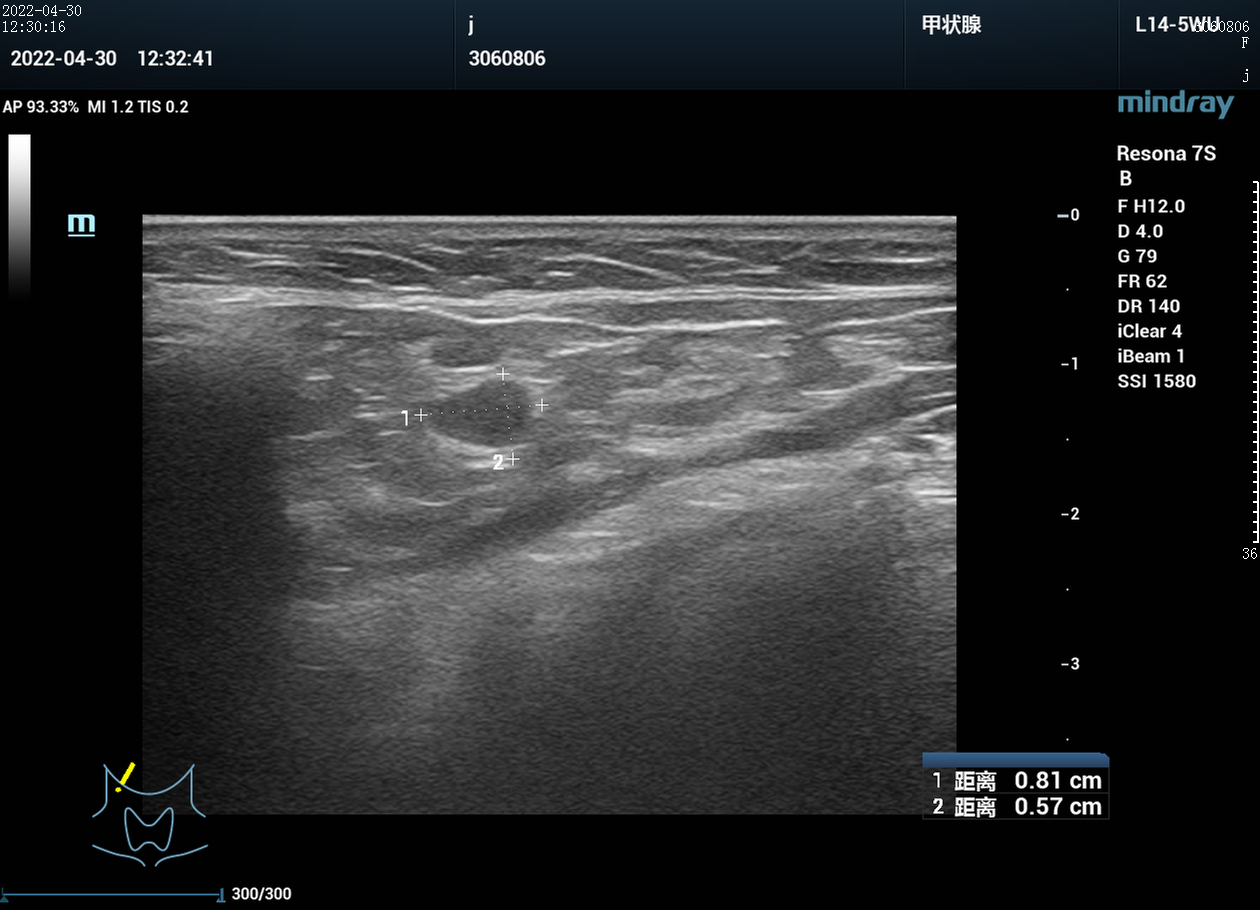 2022-04-30
12:30:16
2022-04-30 12:32:41
j
3060806
甲状腺
L14-5WU
3060806
F
j
AP 93.33% MI 1.2 TIS 0.2
mindray
Resona 7S
B
F H12.0
D 4.0
G 79
FR 62
DR 140
iClear 4
iBeam 1
SSI 1580
m
0
-1
-2
-3
36
1
2
1 距离 0.81 cm
2 距离 0.57 cm
300/300